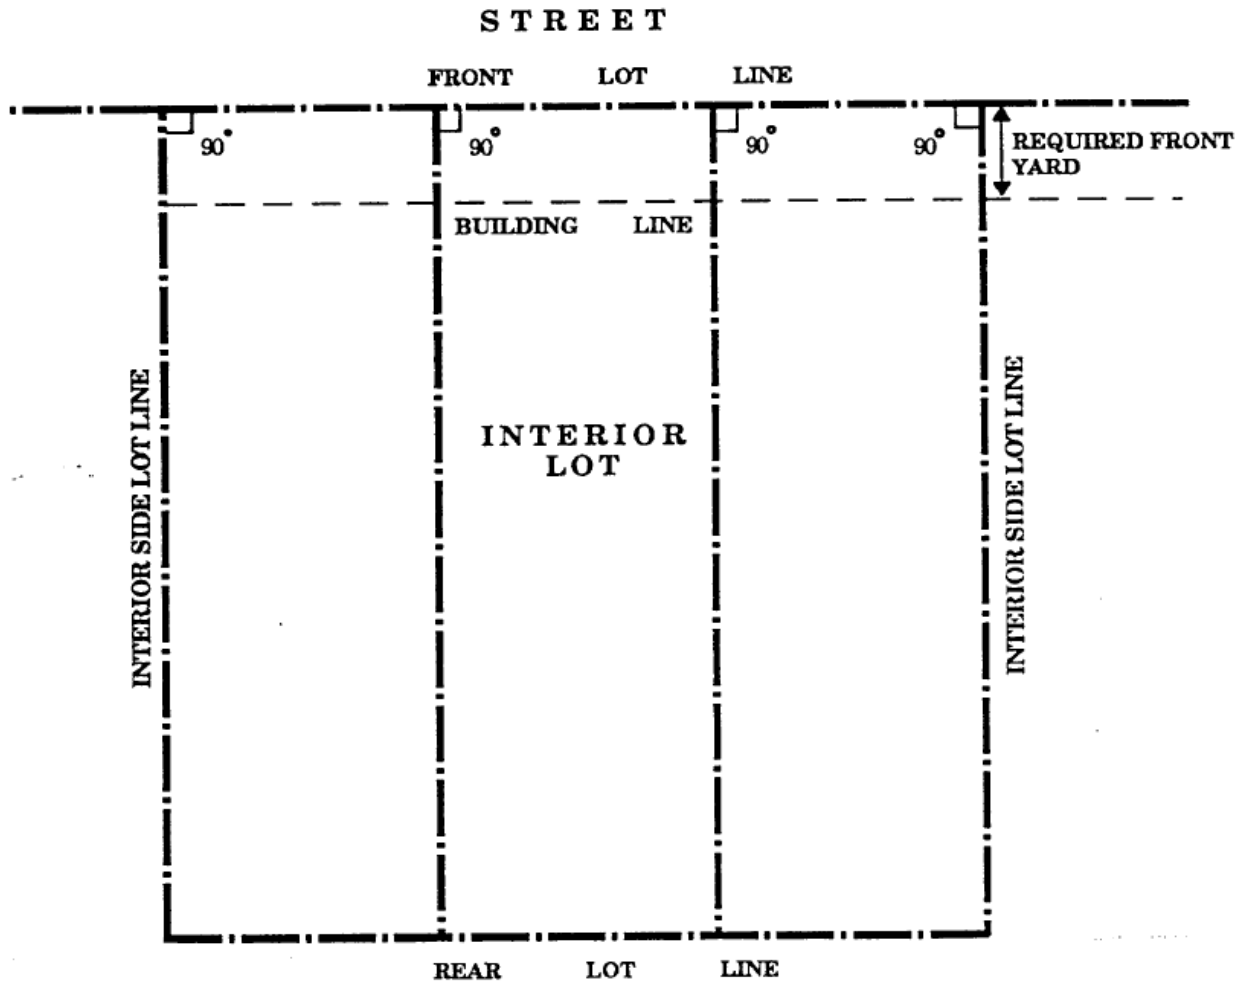 STREET
FRONT LOT LINE
90°
90°
90°
90°
REQUIRED FRONT
YARD
BUILDING LINE
INTERIOR
LOT
INTERIOR SIDE LOT LINE
INTERIOR SIDE LOT LINE
REAR LOT LINE